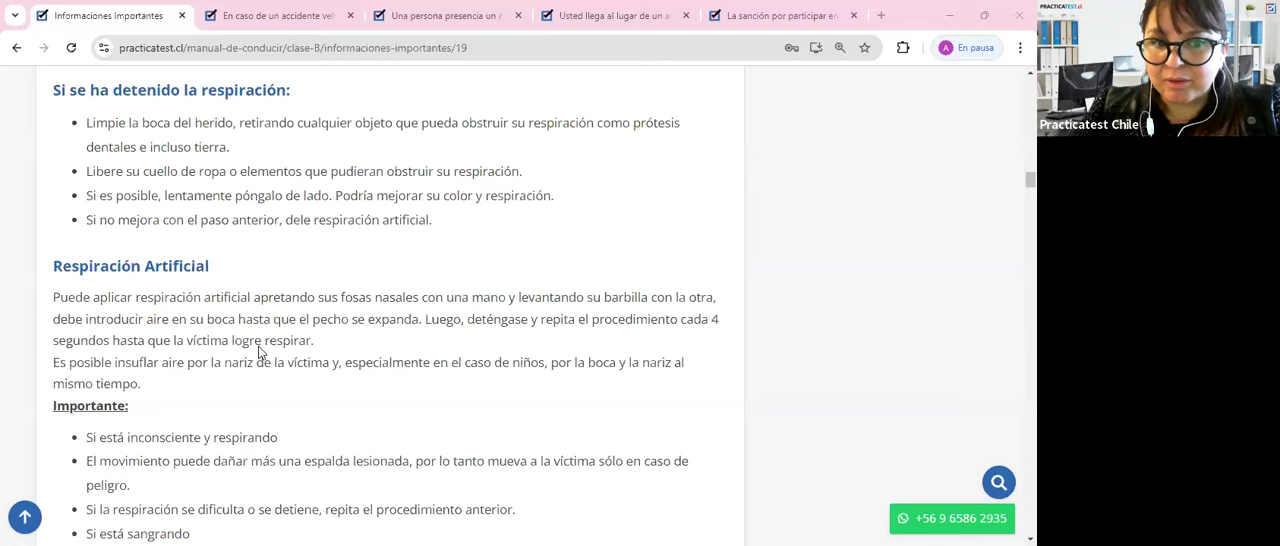 Informaciones Importantes
En caso de un accidente veh
Una persona presencia un a
Usted llega al lugar de un a
La sanción por participar en
practicatest.cl/manual-de-conducir/clase-B/informaciones-importantes/19
A En pausa
PRACTICATEST.cl
Practicatest Chile
Si se ha detenido la respiración:
• Limpie la boca del herido, retirando cualquier objeto que pueda obstruir su respiración como prótesis
dentales e incluso tierra.
• Libere su cuello de ropa o elementos que pudieran obstruir su respiración.
• Si es posible, lentamente póngalo de lado. Podría mejorar su color y respiración.
• Si no mejora con el paso anterior, dele respiración artificial.
Respiración Artificial
Puede aplicar respiración artificial apretando sus fosas nasales con una mano y levantando su barbilla con la otra,
debe introducir aire en su boca hasta que el pecho se expanda. Luego, deténgase y repita el procedimiento cada 4
segundos hasta que la víctima logre respirar.
Es posible insuflar aire por la nariz de la víctima y, especialmente en el caso de niños, por la boca y la nariz al
mismo tiempo.
Importante:
• Si está inconsciente y respirando
• El movimiento puede dañar más una espalda lesionada, por lo tanto mueva a la víctima sólo en caso de
peligro.
• Si la respiración se dificulta o se detiene, repita el procedimiento anterior.
• Si está sangrando
+56 9 6586 2935